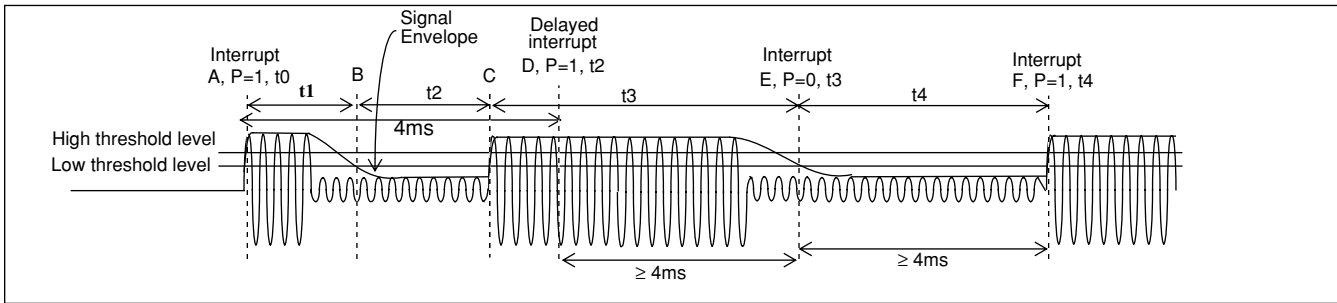 Signal
Envelope
Delayed
interrupt
D, P=1, t2
Interrupt
A, P=1, t0
B
C
Interrupt
E, P=0, t3
Interrupt
F, P=1, t4
t1
t2
t3
t4
4ms
High threshold level
Low threshold level
≥ 4ms
≥ 4ms